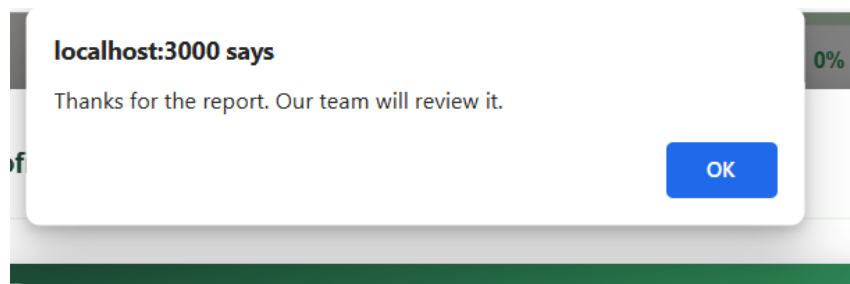 localhost:3000 says
0%
Thanks for the report. Our team will review it.
OK